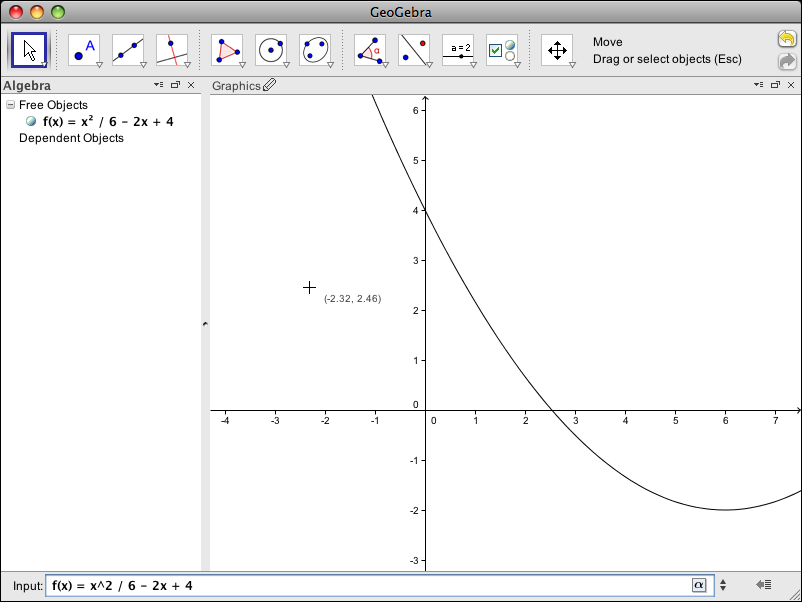 GeoGebra
A
α
a = 2
Move
Drag or select objects (Esc)
Algebra
Graphics
Free Objects
f(x) = x² / 6 – 2x + 4
Dependent Objects
6
5
4
3
2
1
0
-1
-2
-3
-4 -3 -2 -1 0 1 2 3 4 5 6 7
(-2.32, 2.46)
Input: f(x) = x^2 / 6 – 2x + 4 α